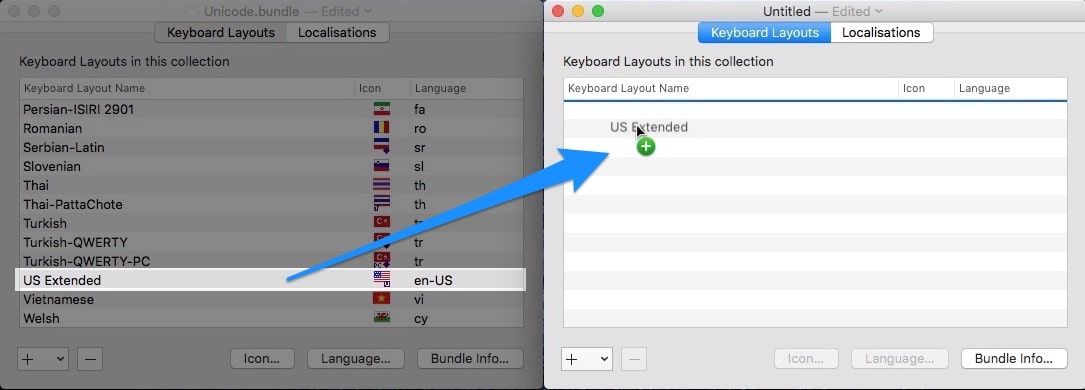 Unicode.bundle — Edited
Keyboard Layouts Localisations
Keyboard Layouts in this collection
Keyboard Layout Name Icon Language
Persian-ISIRI 2901 fa
Romanian ro
Serbian-Latin sr
Slovenian sl
Thai th
Thai-PattaChote th
Turkish
Turkish-QWERTY tr
Turkish-QWERTY-PC tr
US Extended en-US
Vietnamese vi
Welsh cy
Icon... Language... Bundle Info...
Untitled — Edited
Keyboard Layouts Localisations
Keyboard Layouts in this collection
Keyboard Layout Name Icon Language
US Extended
Icon... Language... Bundle Info...